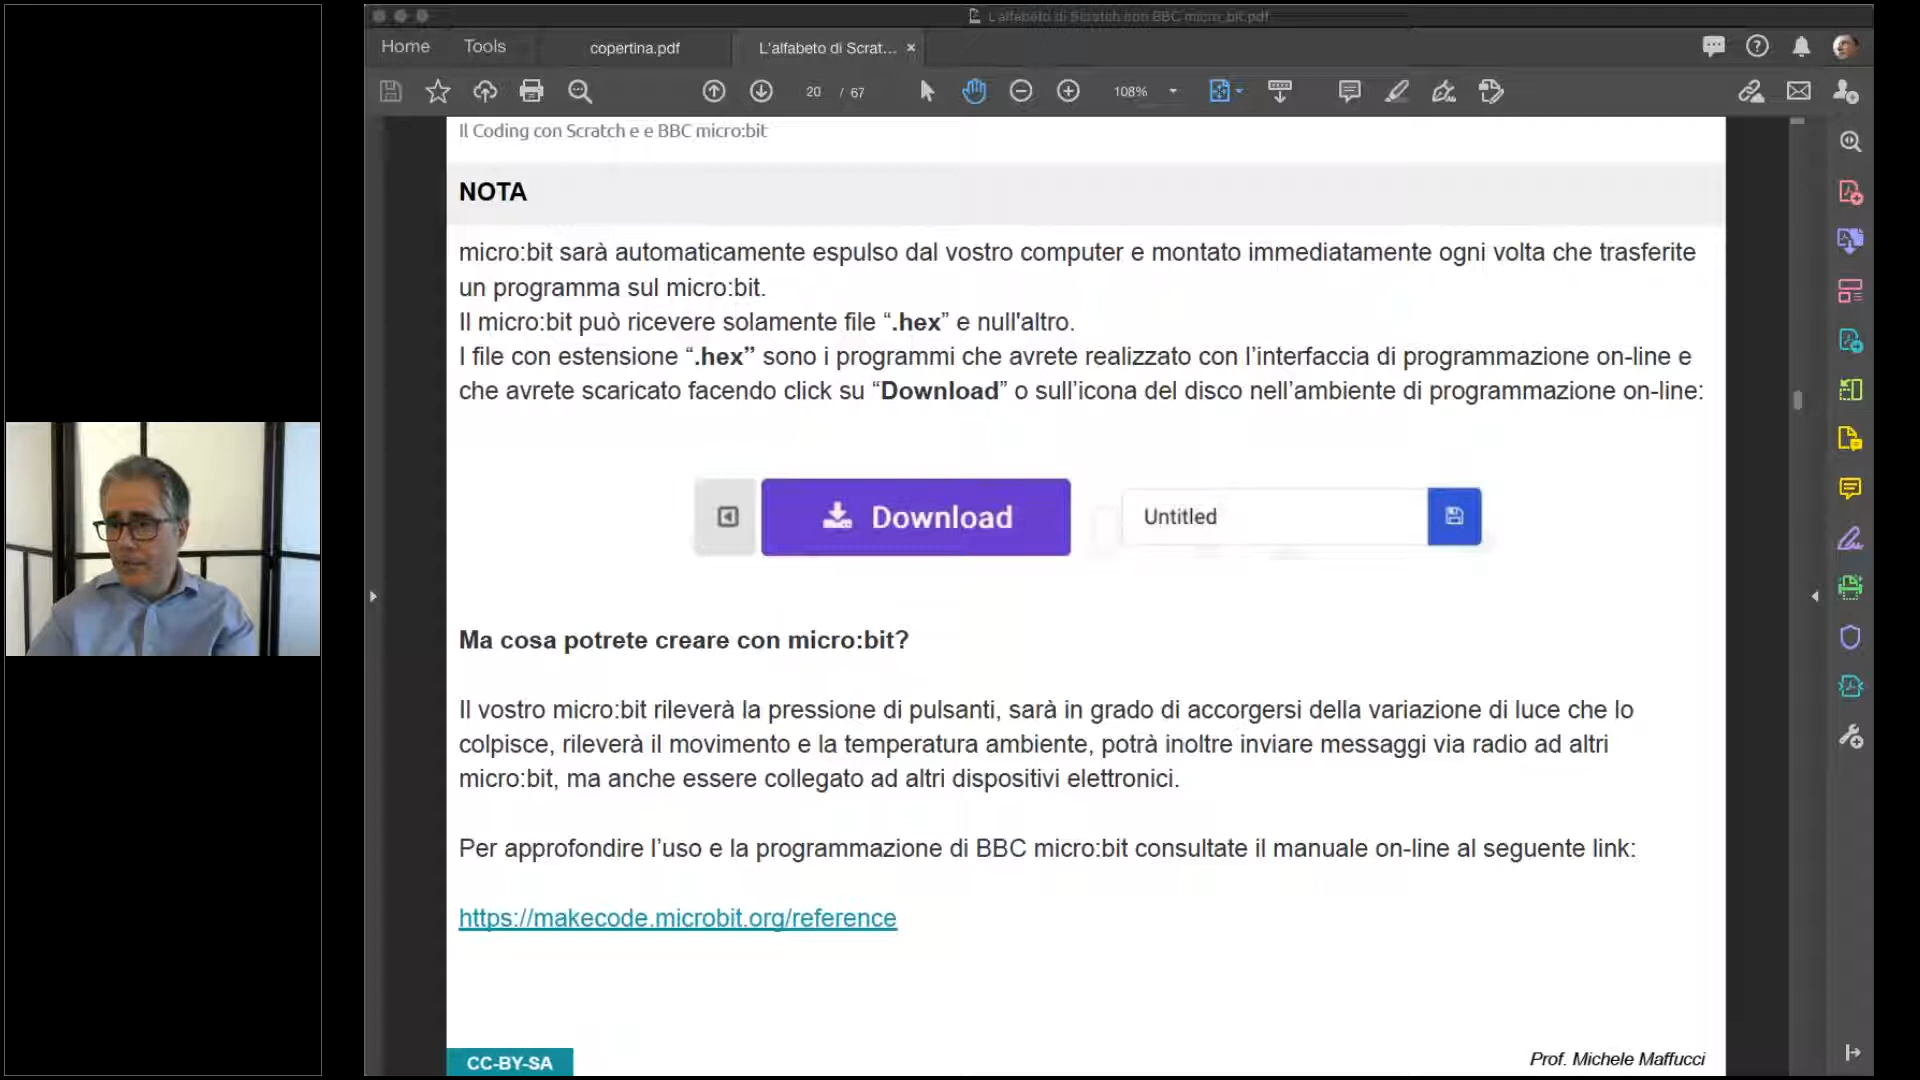 L'alfabeto di Scratch con BBC micro_bit.pdf
Home
Tools
copertina.pdf
L'alfabeto di Scrat...
×
20 / 67
108%
Il Coding con Scratch e e BBC micro:bit
NOTA
micro:bit sarà automaticamente espulso dal vostro computer e montato immediatamente ogni volta che trasferite
un programma sul micro:bit.
Il micro:bit può ricevere solamente file “.hex” e null'altro.
I file con estensione “.hex” sono i programmi che avrete realizzato con l’interfaccia di programmazione on-line e
che avrete scaricato facendo click su “Download” o sull’icona del disco nell’ambiente di programmazione on-line:
Download
Untitled
Ma cosa potrete creare con micro:bit?
Il vostro micro:bit rileverà la pressione di pulsanti, sarà in grado di accorgersi della variazione di luce che lo
colpisce, rileverà il movimento e la temperatura ambiente, potrà inoltre inviare messaggi via radio ad altri
micro:bit, ma anche essere collegato ad altri dispositivi elettronici.
Per approfondire l’uso e la programmazione di BBC micro:bit consultate il manuale on-line al seguente link:
https://makecode.microbit.org/reference
CC-BY-SA
Prof. Michele Maffucci